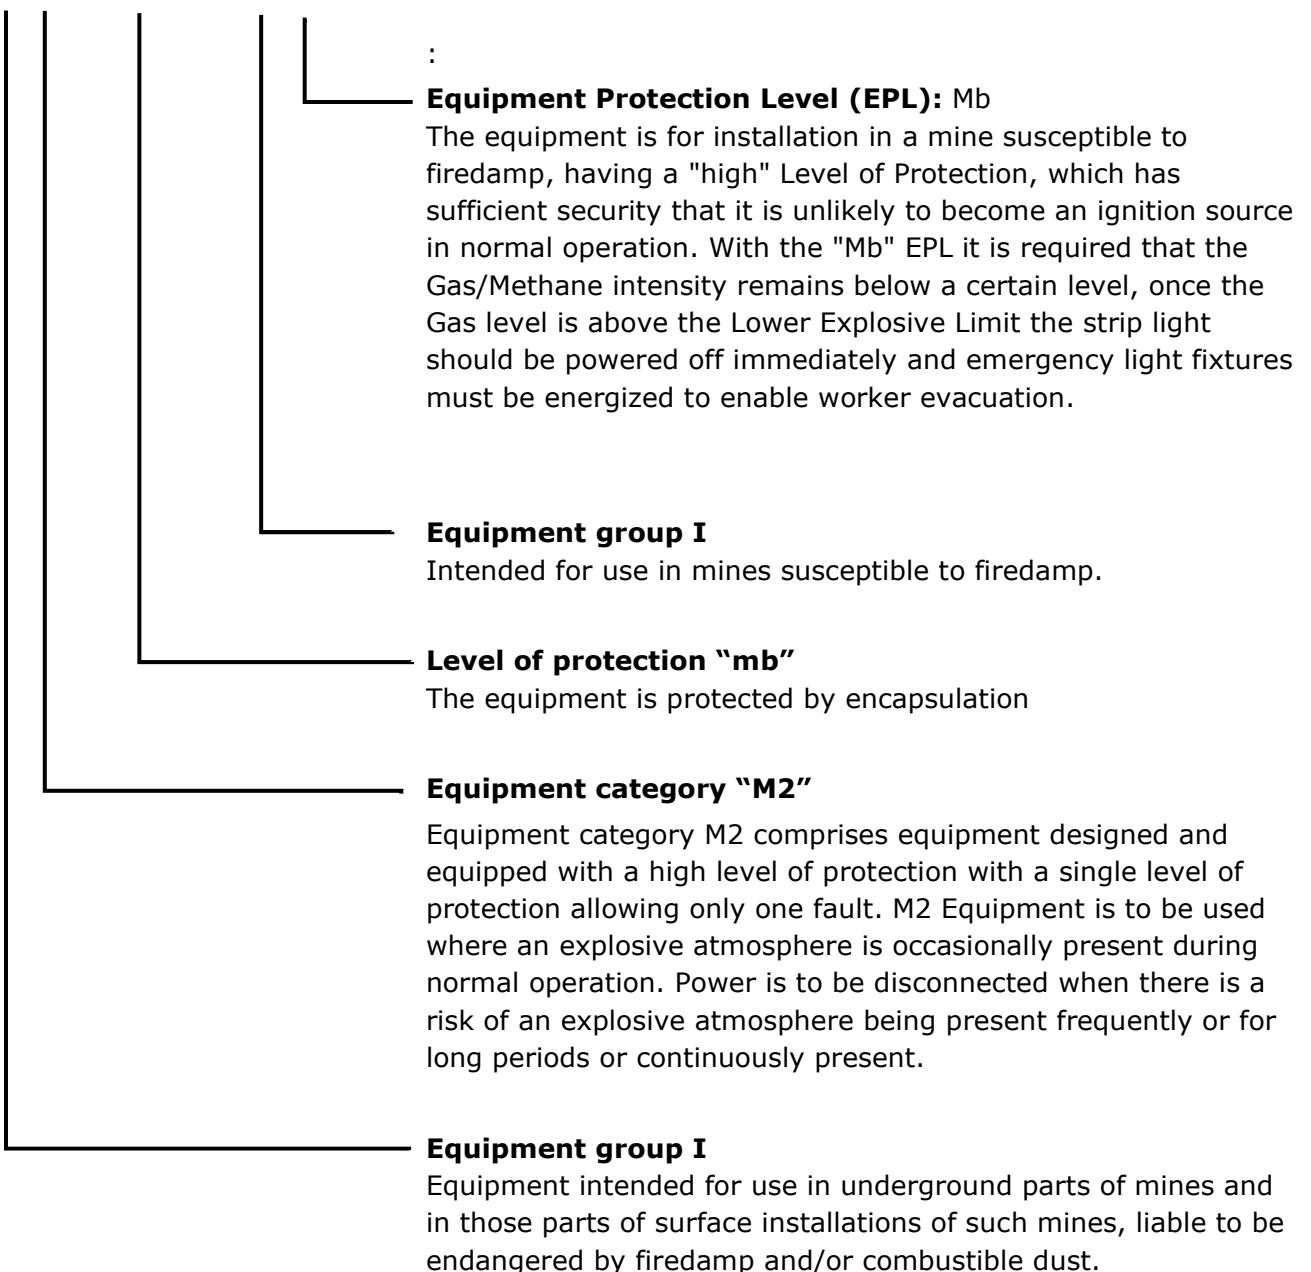 :
Equipment Protection Level (EPL): Mb
The equipment is for installation in a mine susceptible to
firedamp, having a "high" Level of Protection, which has
sufficient security that it is unlikely to become an ignition source
in normal operation. With the "Mb" EPL it is required that the
Gas/Methane intensity remains below a certain level, once the
Gas level is above the Lower Explosive Limit the strip light
should be powered off immediately and emergency light fixtures
must be energized to enable worker evacuation.
Equipment group I
Intended for use in mines susceptible to firedamp.
Level of protection “mb”
The equipment is protected by encapsulation
Equipment category “M2”
Equipment category M2 comprises equipment designed and
equipped with a high level of protection with a single level of
protection allowing only one fault. M2 Equipment is to be used
where an explosive atmosphere is occasionally present during
normal operation. Power is to be disconnected when there is a
risk of an explosive atmosphere being present frequently or for
long periods or continuously present.
Equipment group I
Equipment intended for use in underground parts of mines and
in those parts of surface installations of such mines, liable to be
endangered by firedamp and/or combustible dust.